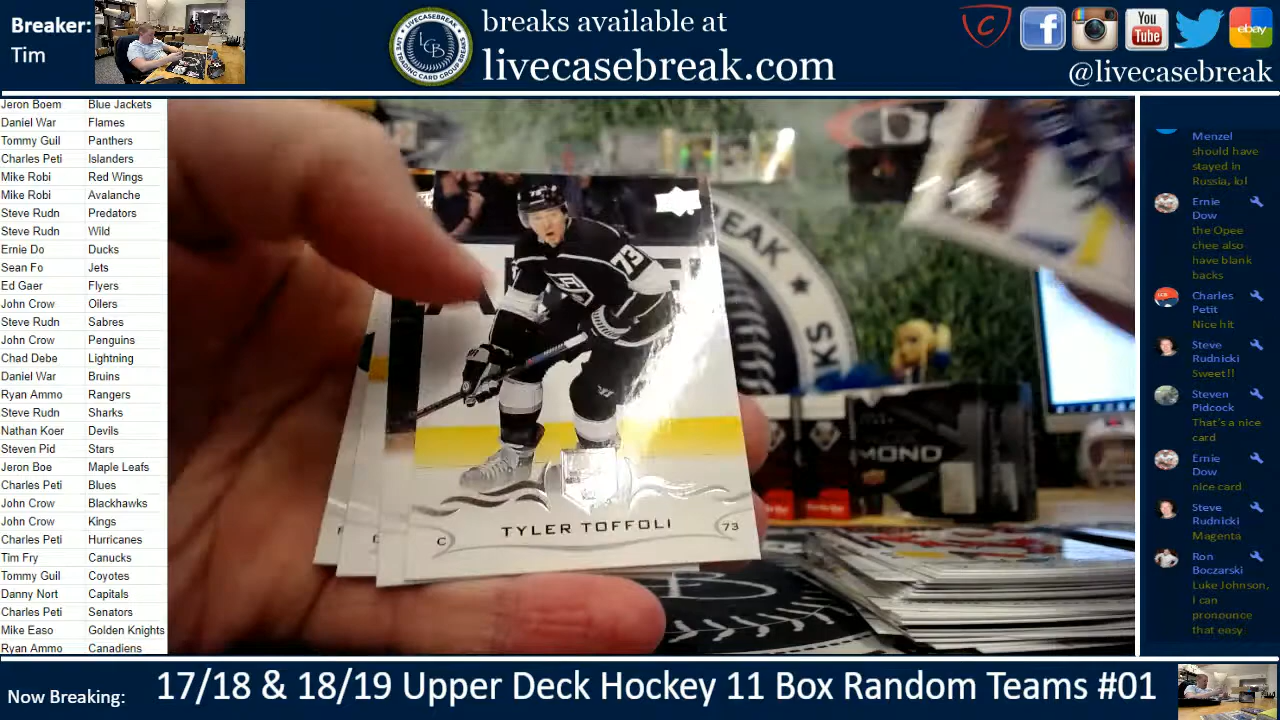 Breaker:
Tim
LCB
breaks available at
livecasebreak.com
You
Tube
ebay
@livecasebreak
Jeron Boem Blue Jackets
Daniel War Flames
Tommy Guil Panthers
Charles Peti Islanders
Mike Robi Red Wings
Mike Robi Avalanche
Steve Rudn Predators
Steve Rudn Wild
Ernie Do Ducks
Sean Fo Jets
Ed Gaer Flyers
John Crow Oilers
Steve Rudn Sabres
John Crow Penguins
Chad Debe Lightning
Daniel War Bruins
Ryan Ammo Rangers
Steve Rudn Sharks
Nathan Koer Devils
Steven Pid Stars
Jeron Boe Maple Leafs
Charles Peti Blues
John Crow Blackhawks
John Crow Kings
Charles Peti Hurricanes
Tim Fry Canucks
Tommy Guil Coyotes
Danny Nort Capitals
Charles Peti Senators
Mike Easo Golden Knights
Ryan Ammo Canadiens
73
TYLER TOFFOLI
C
73
Menzel
should have
stayed in
Russia, lol
Ernie
Dow
the Opee
chee also
have blank
backs
Charles
Petit
Nice hit
Steve
Rudnicki
Sweet!!
Steven
Pidcock
That's a nice
card
Ernie
Dow
nice card
Steve
Rudnicki
Magenta
Ron
Boczarski
Luke Johnson,
I can
pronounce
that easy
Now Breaking:
17/18 & 18/19 Upper Deck Hockey 11 Box Random Teams #01